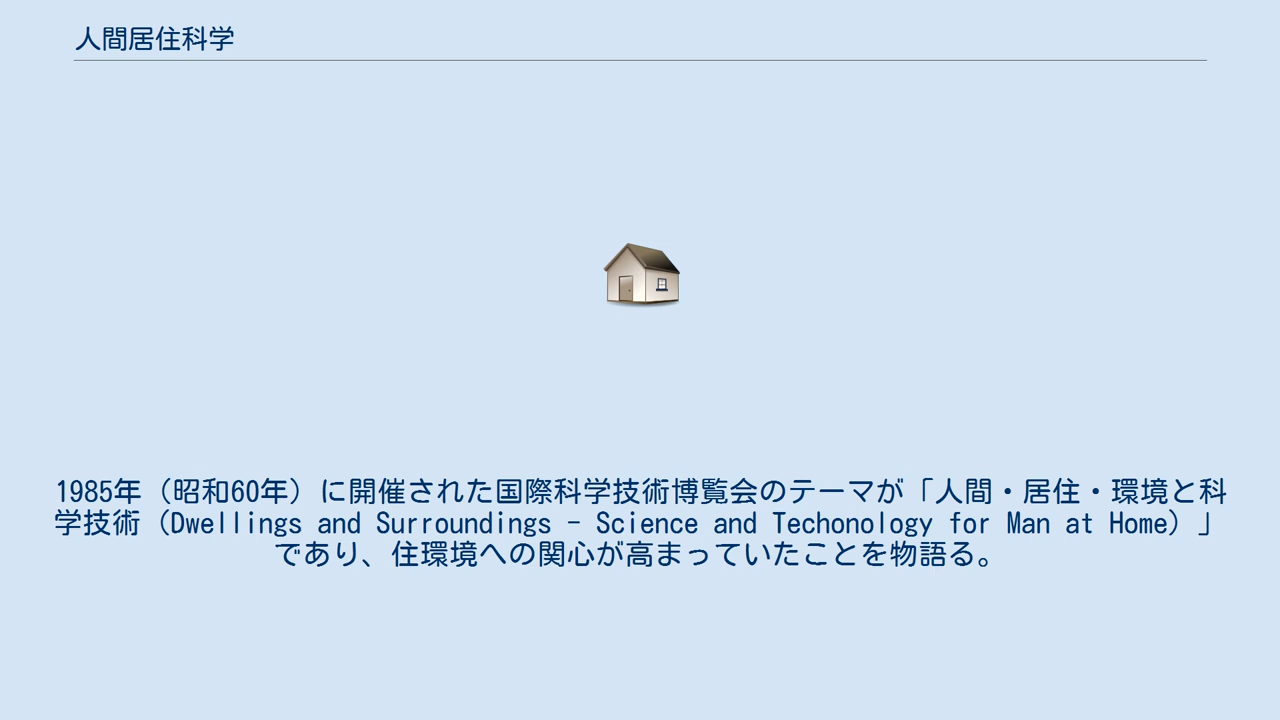 人間居住科学
1985年（昭和60年）に開催された国際科学技術博覧会のテーマが「人間・居住・環境と科
学技術（Dwellings and Surroundings － Science and Techonology for Man at Home）」
であり、住環境への関心が高まっていたことを物語る。